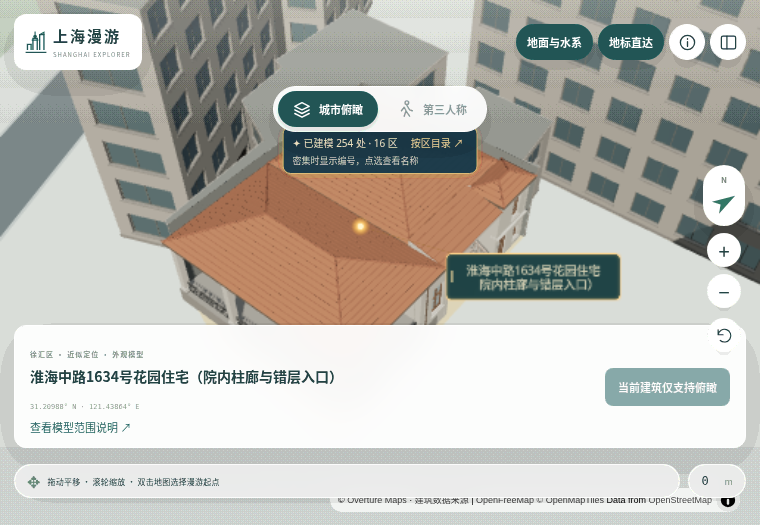 上海漫游
SHANGHAI EXPLORER
地面与水系
地标直达
城市俯瞰
第三人称
✦ 已建模 254 处 · 16 区
按区目录 ↗
密集时显示编号，点选查看名称
N
+
−
淮海中路1634号花园住宅
院内柱廊与错层入口）
徐汇区 · 近似定位 · 外观模型
淮海中路1634号花园住宅（院内柱廊与错层入口）
31.20988° N · 121.43864° E
查看模型范围说明 ↗
当前建筑仅支持俯瞰
拖动平移 · 滚轮缩放 · 双击地图选择漫游起点
0 m
© Overture Maps · 建筑数据来源 | OpenFreeMap © OpenMapTiles Data from OpenStreetMap